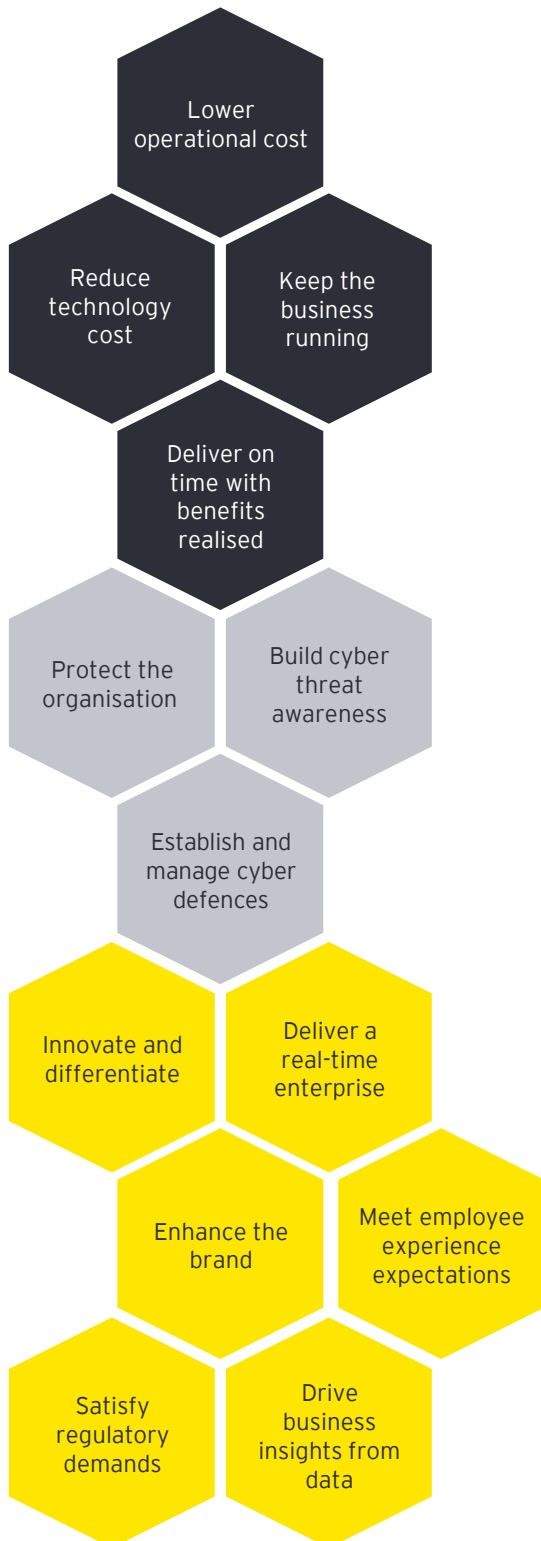 Lower
operational cost
Reduce
technology
cost
Keep the
business
running
Deliver on
time with
benefits
realised
Protect the
organisation
Build cyber
threat
awareness
Establish and
manage cyber
defences
Innovate and
differentiate
Deliver a
real-time
enterprise
Enhance the
brand
Meet employee
experience
expectations
Satisfy
regulatory
demands
Drive
business
insights from
data